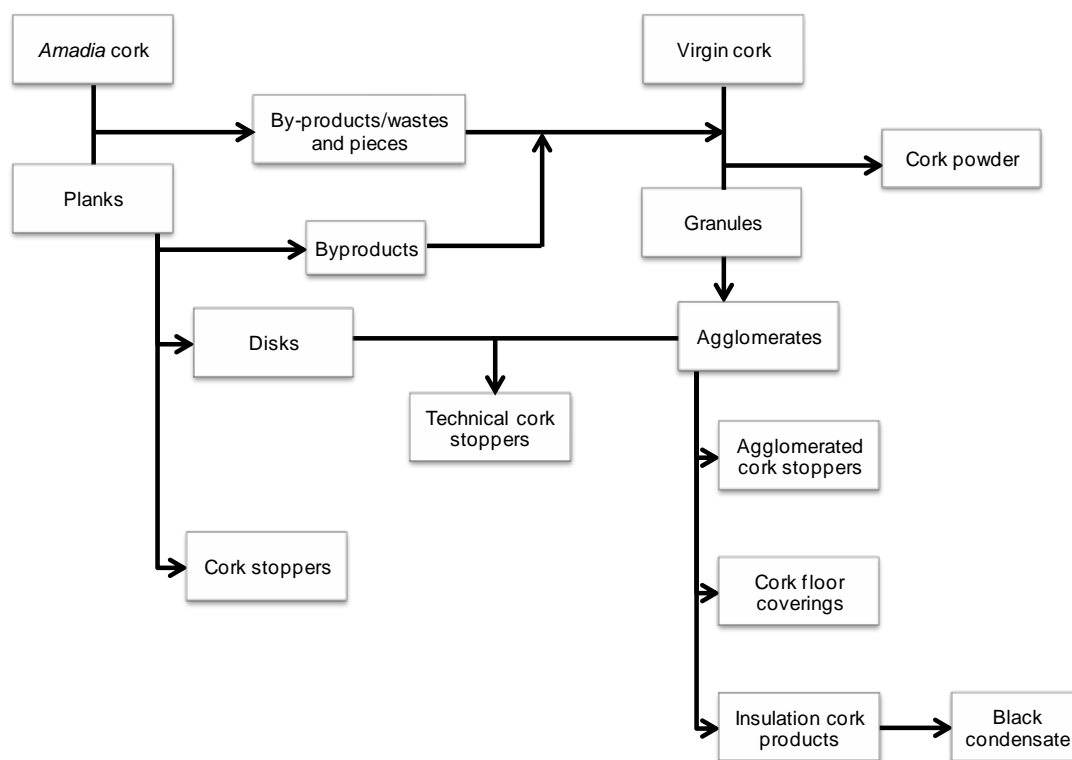 Amadia cork
Virgin cork
By-products/wastes
and pieces
Cork powder
Planks
Granules
Byproducts
Disks
Agglomerates
Technical cork
stoppers
Agglomerated
cork stoppers
Cork stoppers
Cork floor
coverings
Insulation cork
products
Black
condensate